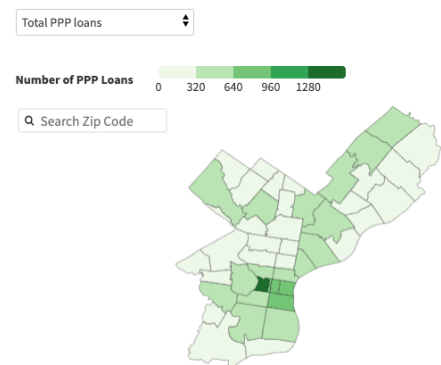 Total PPP loans
Number of PPP Loans
0 320 640 960 1280
Search Zip Code